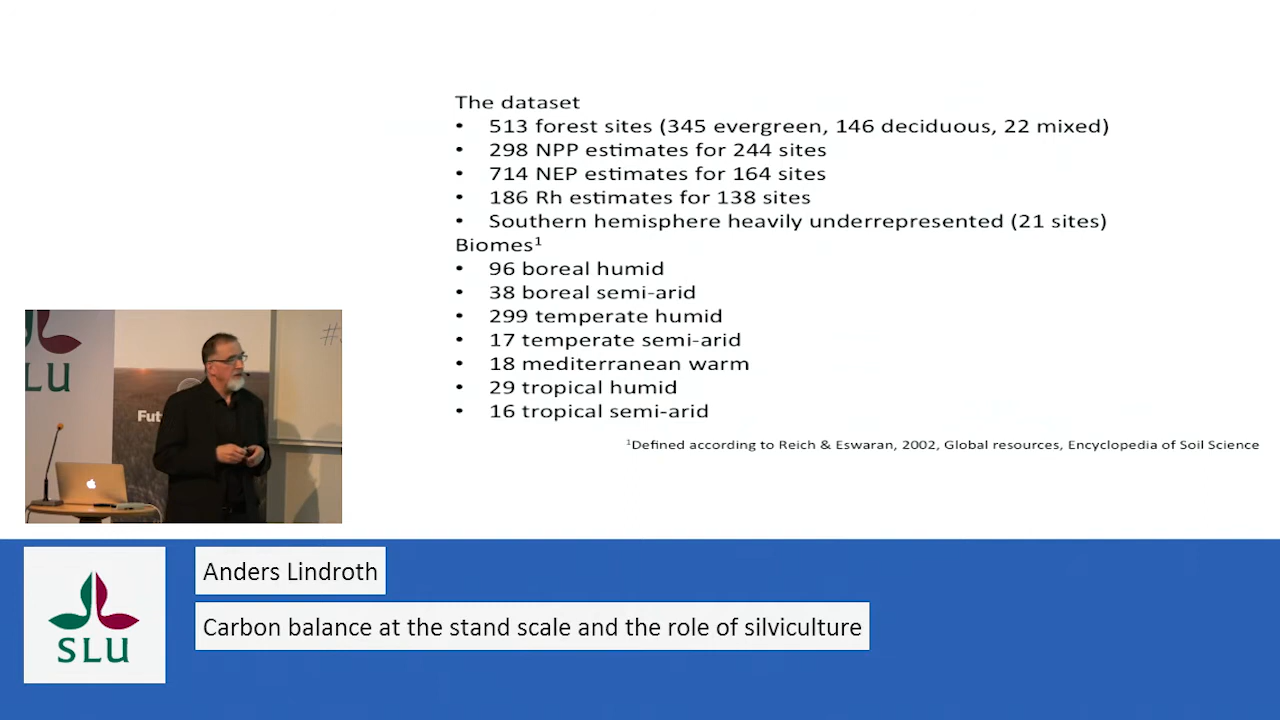 The dataset
• 513 forest sites (345 evergreen, 146 deciduous, 22 mixed)
• 298 NPP estimates for 244 sites
• 714 NEP estimates for 164 sites
• 186 Rh estimates for 138 sites
• Southern hemisphere heavily underrepresented (21 sites)
Biomes¹
• 96 boreal humid
• 38 boreal semi-arid
• 299 temperate humid
• 17 temperate semi-arid
• 18 mediterranean warm
• 29 tropical humid
• 16 tropical semi-arid
¹Defined according to Reich & Eswaran, 2002, Global resources, Encyclopedia of Soil Science
LU
Fut
#
SLU
Anders Lindroth
Carbon balance at the stand scale and the role of silviculture